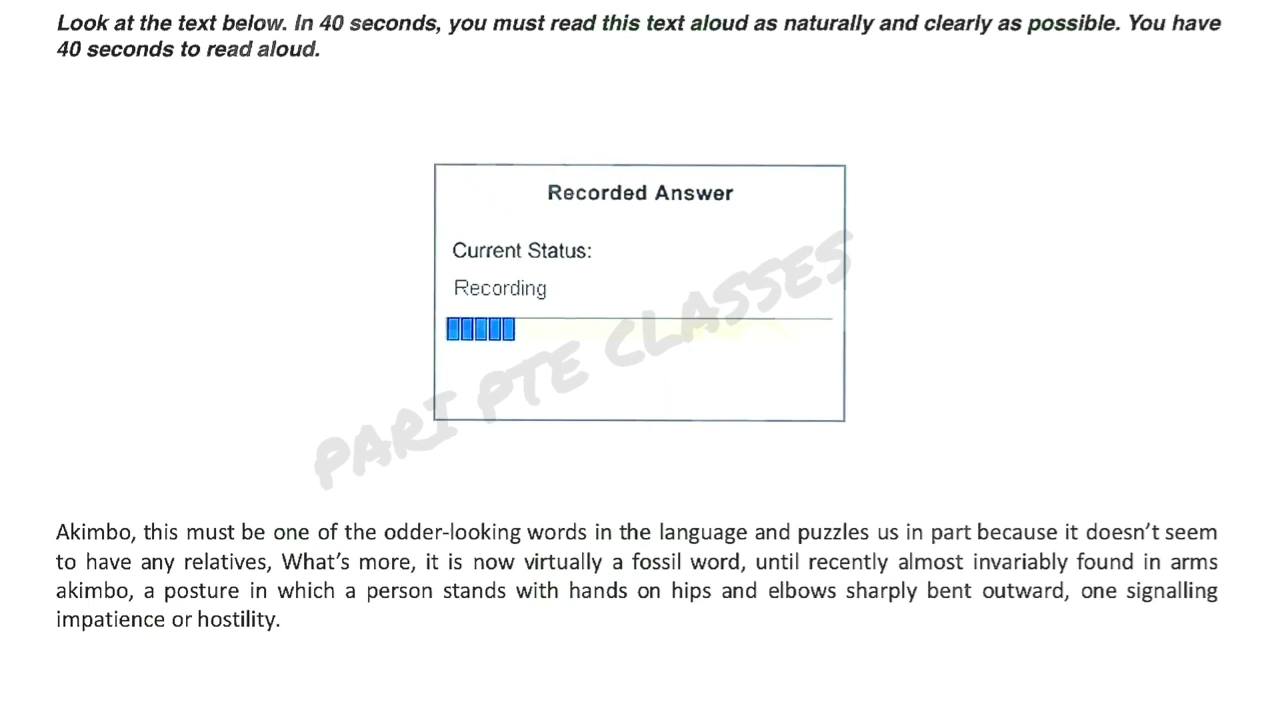 Look at the text below. In 40 seconds, you must read this text aloud as naturally and clearly as possible. You have
40 seconds to read aloud.
Recorded Answer
Current Status:
Recording
PARI PTE CLASSES
Akimbo, this must be one of the odder-looking words in the language and puzzles us in part because it doesn’t seem
to have any relatives, What’s more, it is now virtually a fossil word, until recently almost invariably found in arms
akimbo, a posture in which a person stands with hands on hips and elbows sharply bent outward, one signalling
impatience or hostility.